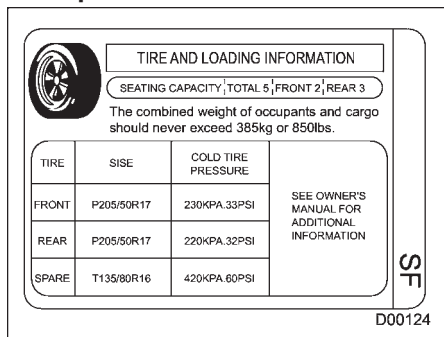 TIRE AND LOADING INFORMATION
SEATING CAPACITY TOTAL 5 FRONT 2 REAR 3
The combined weight of occupants and cargo
should never exceed 385kg or 850lbs.
TIRE SISE COLD TIRE
PRESSURE
FRONT P205/50R17 230KPA.33PSI
REAR P205/50R17 220KPA.32PSI
SPARE T135/80R16 420KPA.60PSI
SEE OWNER'S
MANUAL FOR
ADDITIONAL
INFORMATION
SF
D00124